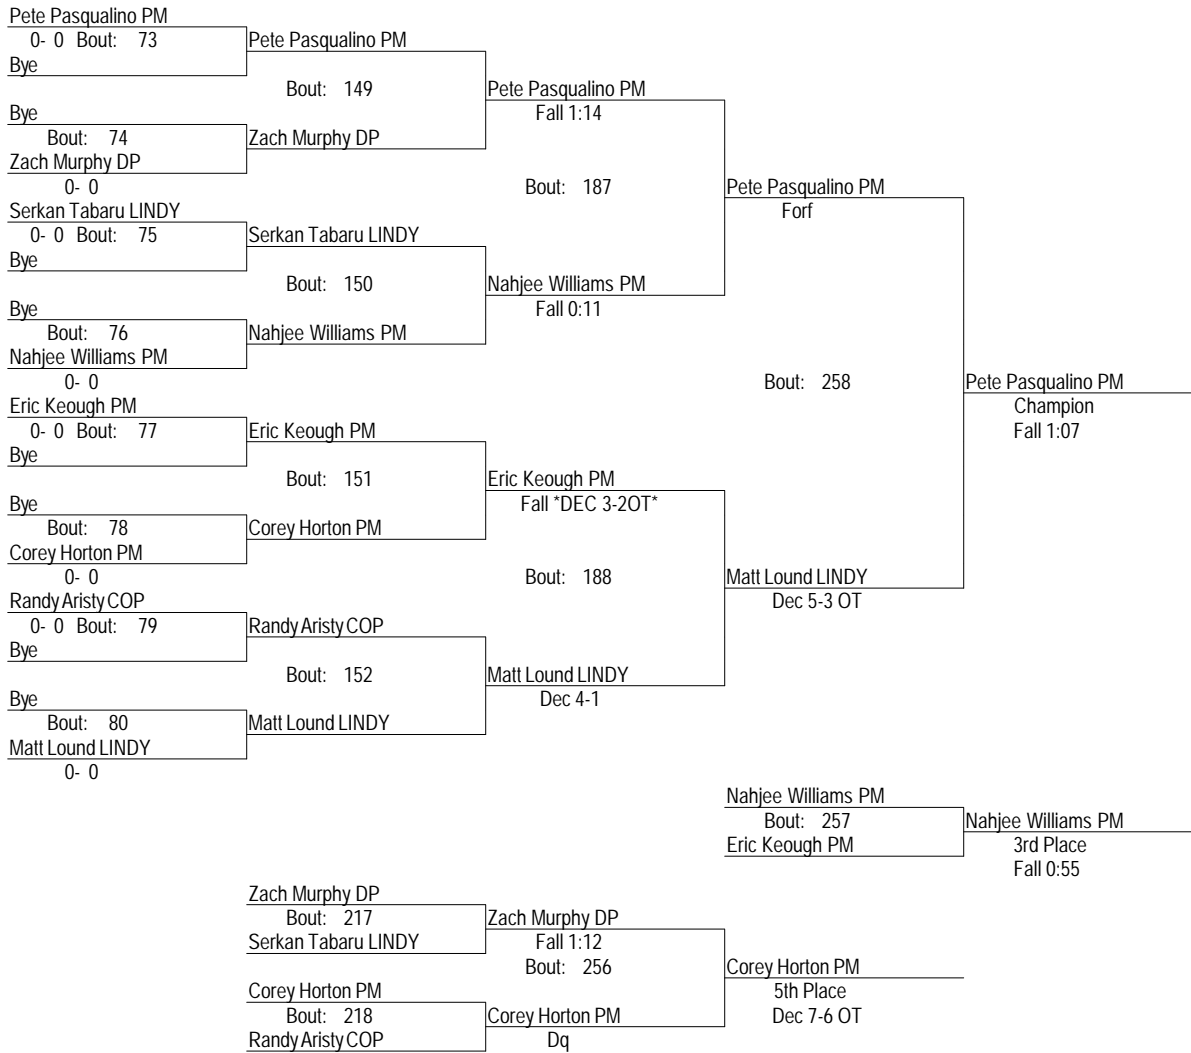 Pete Pasqualino PM
0- 0 Bout: 73
Bye
Bye
Bout: 74
Zach Murphy DP
0- 0
Serkan Tabaru LINDY
0- 0 Bout: 75
Bye
Bye
Bout: 76
Nahjee Williams PM
0- 0
Eric Keough PM
0- 0 Bout: 77
Bye
Bye
Bout: 78
Corey Horton PM
0- 0
Randy Aristy COP
0- 0 Bout: 79
Bye
Bye
Bout: 80
Matt Lound LINDY
0- 0
Pete Pasqualino PM
Bout: 149
Zach Murphy DP
Serkan Tabaru LINDY
Bout: 150
Nahjee Williams PM
Eric Keough PM
Bout: 151
Corey Horton PM
Randy Aristy COP
Bout: 152
Matt Lound LINDY
Pete Pasqualino PM
Fall 1:14
Bout: 187
Nahjee Williams PM
Fall 0:11
Eric Keough PM
Fall *DEC 3-2OT*
Bout: 188
Matt Lound LINDY
Dec 4-1
Pete Pasqualino PM
Forf
Bout: 258
Matt Lound LINDY
Dec 5-3 OT
Pete Pasqualino PM
Champion
Fall 1:07
Nahjee Williams PM
Bout: 257
Eric Keough PM
Nahjee Williams PM
3rd Place
Fall 0:55
Zach Murphy DP
Bout: 217
Serkan Tabaru LINDY
Corey Horton PM
Bout: 218
Randy Aristy COP
Zach Murphy DP
Fall 1:12
Bout: 256
Corey Horton PM
Dq
Corey Horton PM
5th Place
Dec 7-6 OT